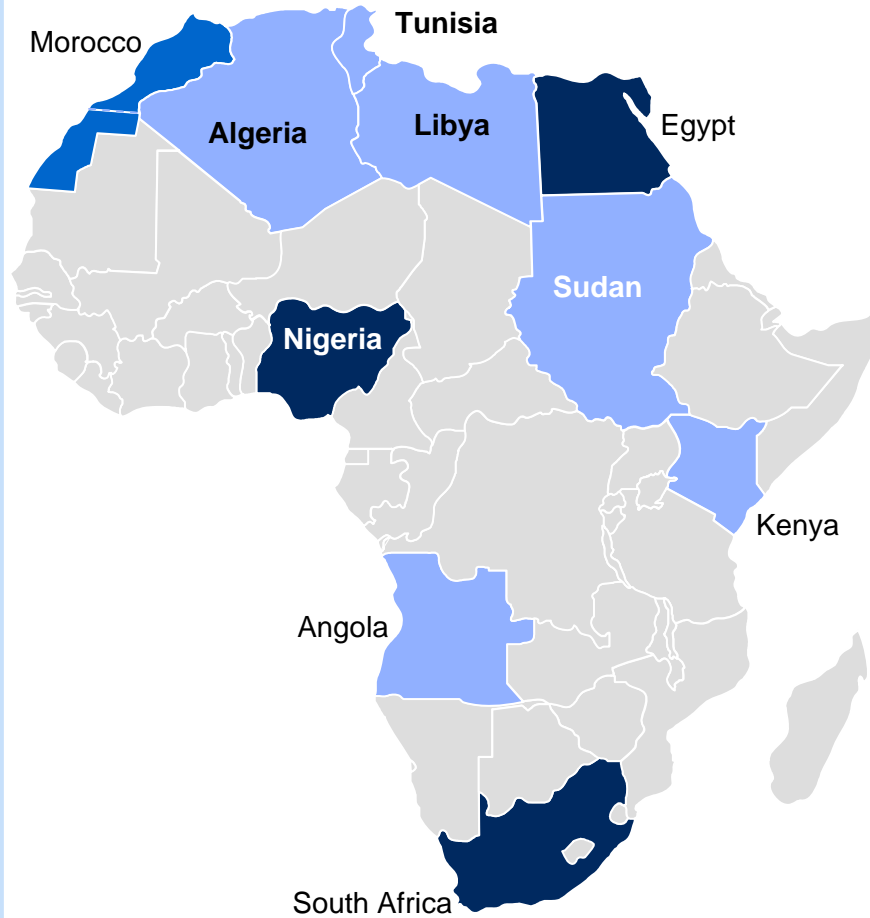 Tunisia
Morocco
Algeria
Libya
Egypt
Sudan
Nigeria
Kenya
Angola
South Africa